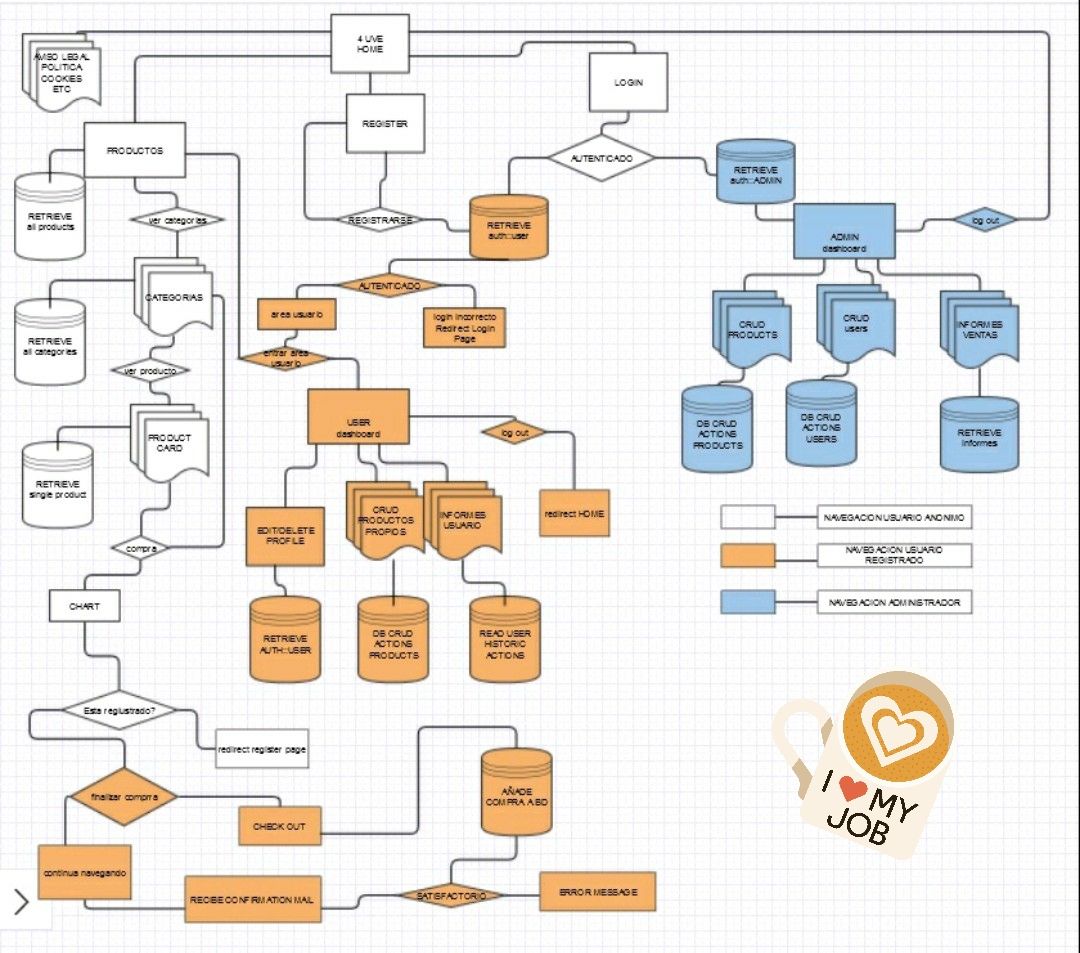 4 UVE
HOME
AVISO LEGAL
POLITICA
COOKIES
ETC
LOGIN
REGISTER
PRODUCTOS
AUTENTICADO
RETRIEVE
auth::ADMIN
RETRIEVE
all products
ver categorias
REGISTRARSE
RETRIEVE
auth::user
ADMIN
dashboard
log out
AUTENTICADO
CATEGORIAS
area usuario
login incorrecto
Redirect Login
Page
CRUD
PRODUCTS
CRUD
users
INFORMES
VENTAS
RETRIEVE
all categories
entrar area
usuario
ver producto
USER
dashboard
log out
DB CRUD
ACTIONS
PRODUCTS
DB CRUD
ACTIONS
USERS
RETRIEVE
informes
PRODUCT
CARD
RETRIEVE
single product
EDIT/DELETE
PROFILE
CRUD
PRODUCTOS
PROPIOS
INFORMES
USUARIO
redirect HOME
NAVEGACION USUARIO ANONIMO
NAVEGACION USUARIO
REGISTRADO
NAVEGACION ADMINISTRADOR
compra
CHART
RETRIEVE
AUTH::USER
DB CRUD
ACTIONS
PRODUCTS
READ USER
HISTORIC
ACTIONS
Esta registrado?
redirect register page
finalizar comprra
CHECK OUT
AÑADE
COMPRA A BD
I ❤ MY
JOB
continua navegando
RECIBE CONFIRMATION MAIL
SATISFACTORIO
ERROR MESSAGE